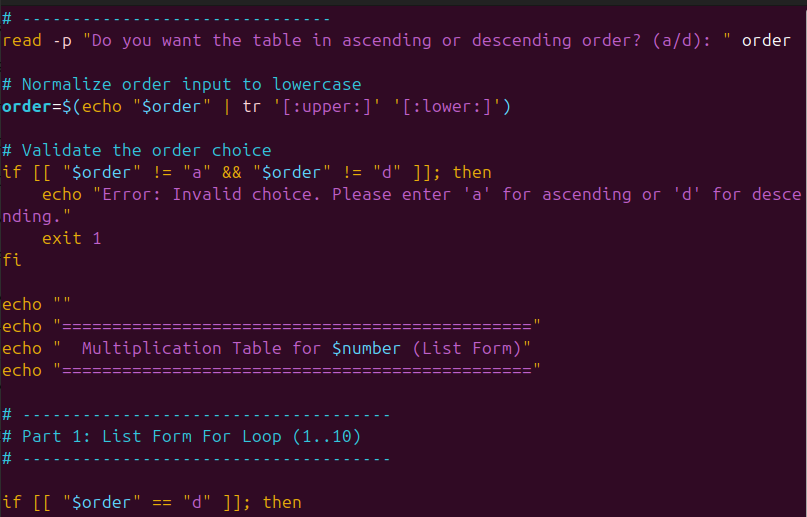 # -------------------------------
read -p "Do you want the table in ascending or descending order? (a/d): " order
# Normalize order input to lowercase
order=$(echo "$order" | tr '[:upper:]' '[:lower:]')
# Validate the order choice
if [[ "$order" != "a" && "$order" != "d" ]]; then
    echo "Error: Invalid choice. Please enter 'a' for ascending or 'd' for desce
nding."
    exit 1
fi
echo ""
echo "==============================================="
echo "  Multiplication Table for $number (List Form)"
echo "==============================================="
# -------------------------------------
# Part 1: List Form For Loop (1..10)
# -------------------------------------
if [[ "$order" == "d" ]]; then